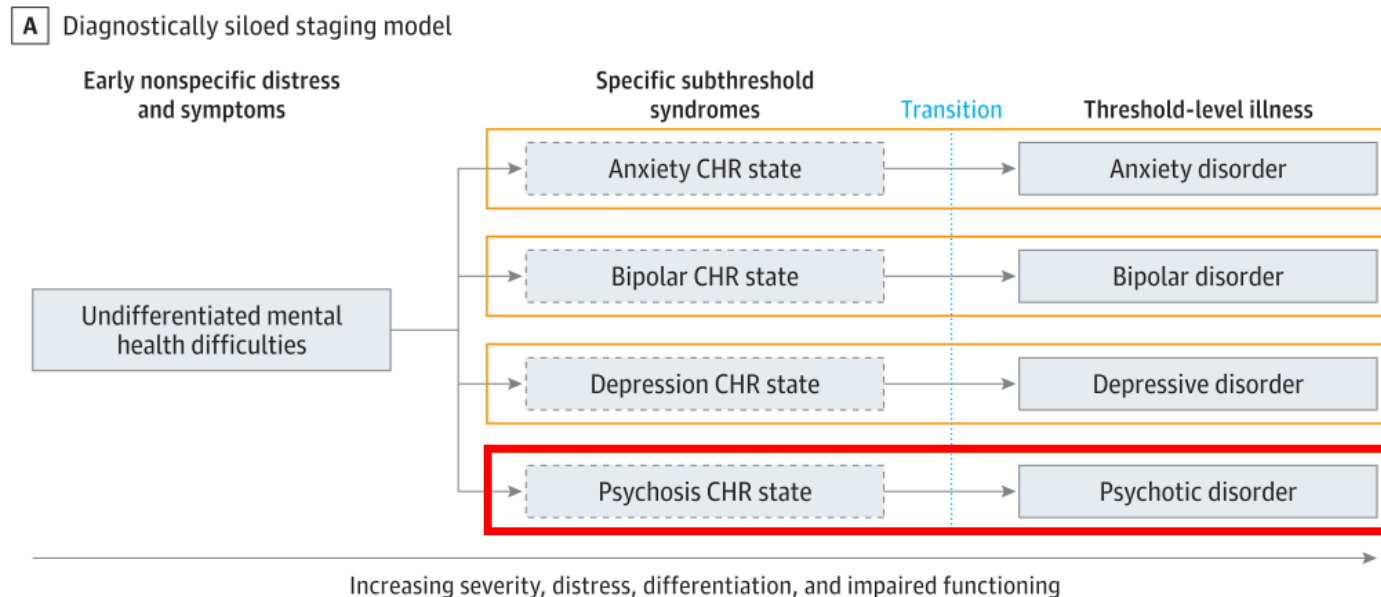 A Diagnostically siloed staging model
Early nonspecific distress
and symptoms
Specific subthreshold
syndromes
Transition
Threshold-level illness
Anxiety CHR state
Anxiety disorder
Bipolar CHR state
Bipolar disorder
Undifferentiated mental
health difficulties
Depression CHR state
Depressive disorder
Psychosis CHR state
Psychotic disorder
Increasing severity, distress, differentiation, and impaired functioning